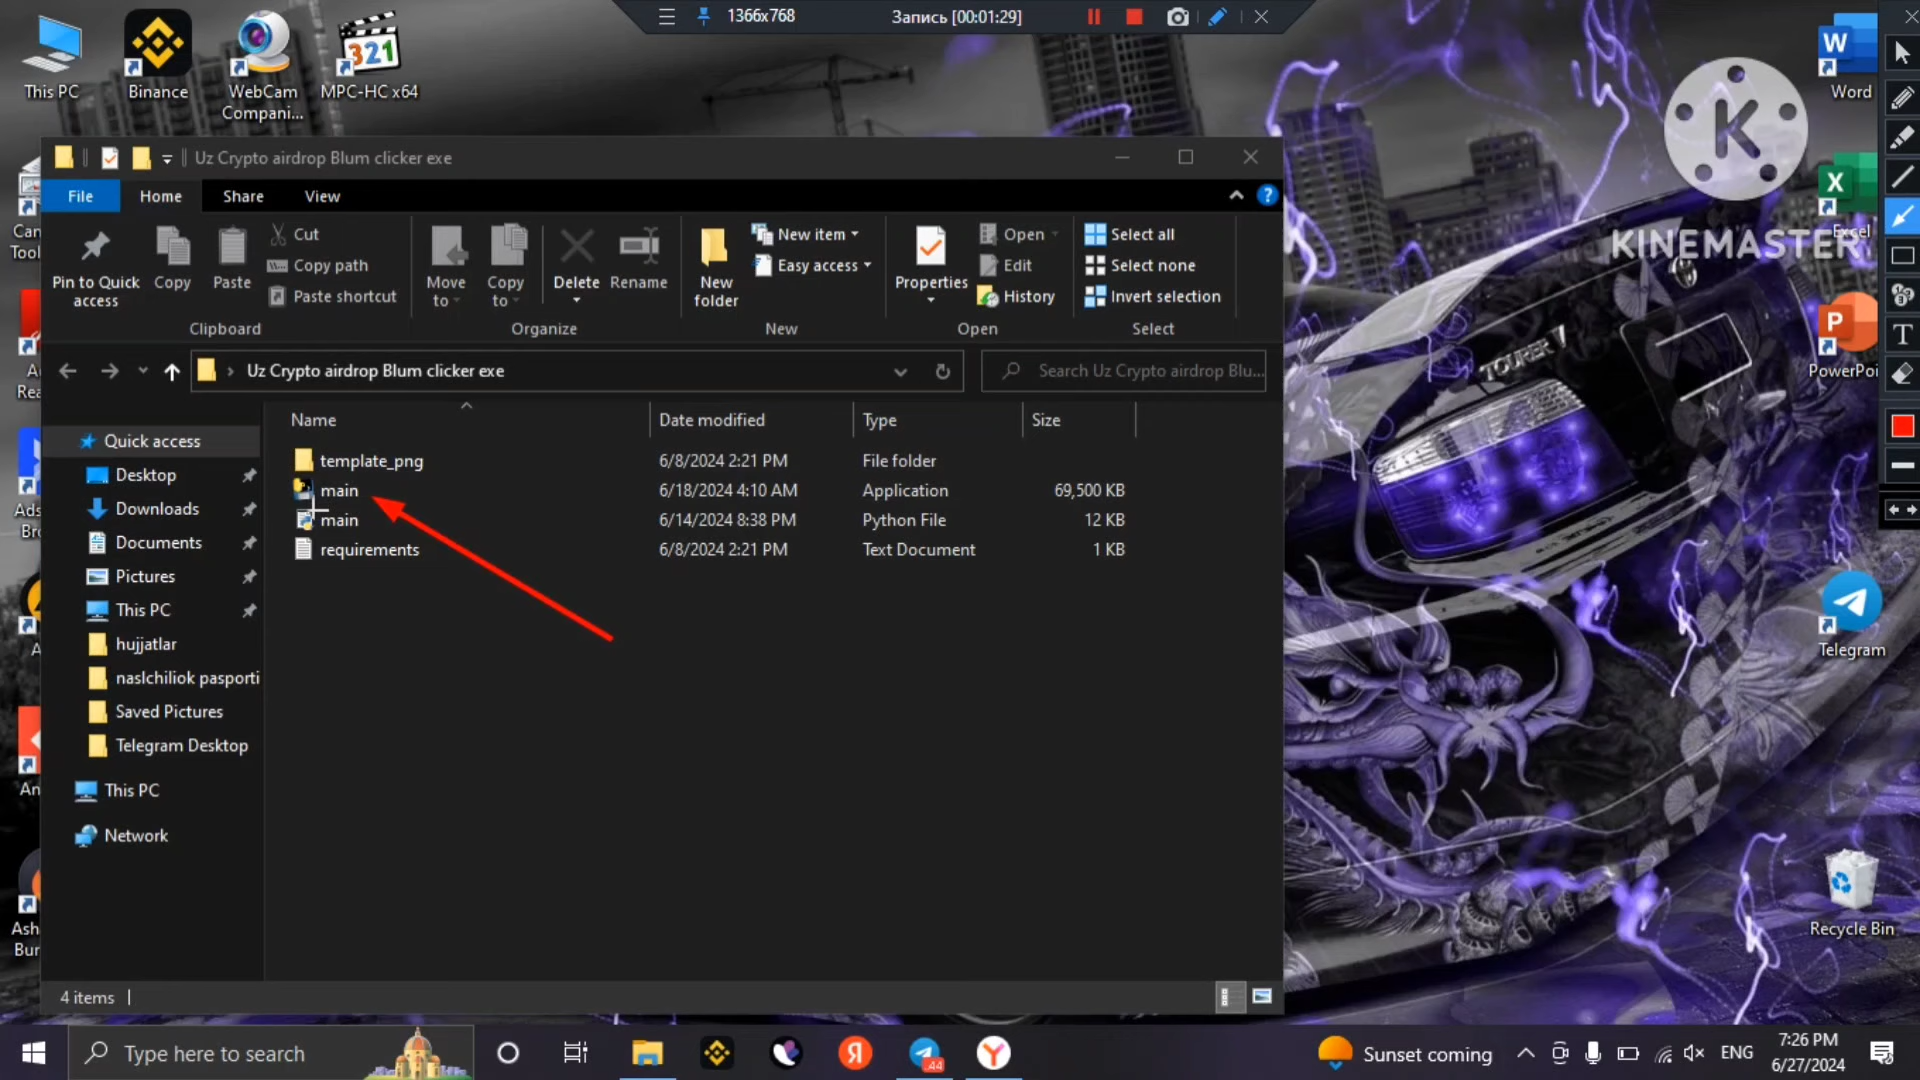 1366x768
Запись [00:01:29]
This PC
Binance
WebCam
Compani...
MPC-HC x64
Word
Uz Crypto airdrop Blum clicker exe
File
Home
Share
View
Pin to Quick
access
Copy
Paste
Cut
Copy path
Paste shortcut
Clipboard
Move
to
Copy
to
Delete
Rename
Organize
New
folder
New item
Easy access
New
Properties
Open
Edit
History
Open
Select all
Select none
Invert selection
Select
Uz Crypto airdrop Blum clicker exe
Search Uz Crypto airdrop Blu...
Name
Date modified
Type
Size
template_png
6/8/2024 2:21 PM
File folder
main
6/18/2024 4:10 AM
Application
69,500 KB
main
6/14/2024 8:38 PM
Python File
12 KB
requirements
6/8/2024 2:21 PM
Text Document
1 KB
Quick access
Desktop
Downloads
Documents
Pictures
This PC
hujjatlar
naslchiliok pasporti
Saved Pictures
Telegram Desktop
This PC
Network
4 items
KINEMASTER
Excel
PowerPoi
TOURER V
Telegram
Recycle Bin
Type here to search
Sunset coming
ENG
7:26 PM
6/27/2024